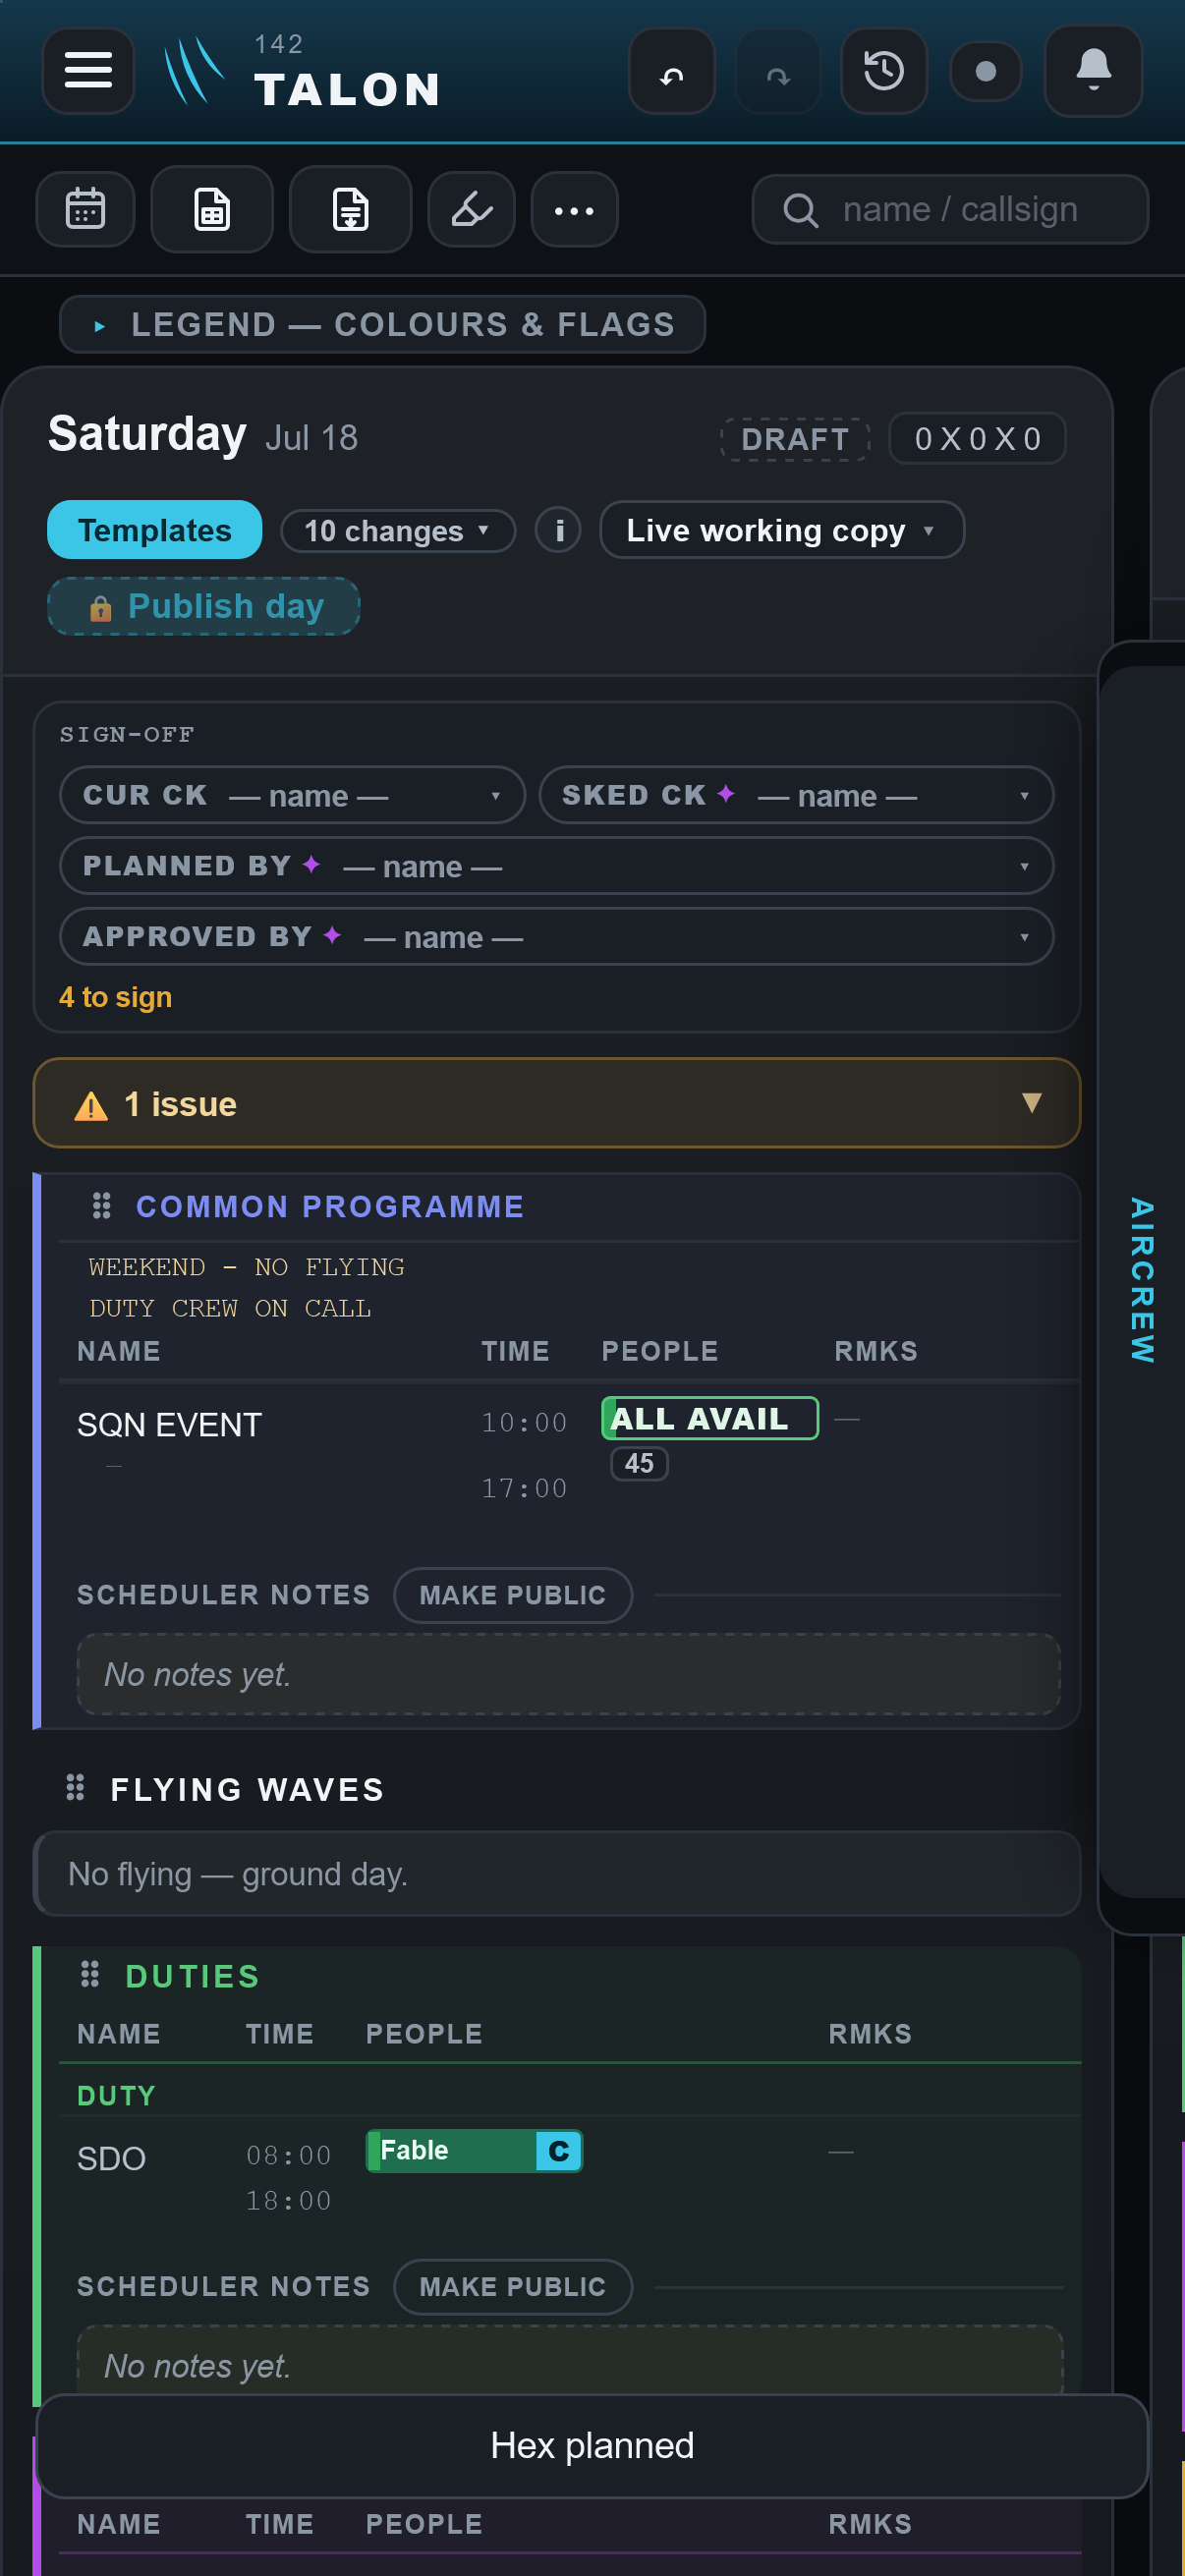 142
TALON
name / callsign
▸ LEGEND — COLOURS & FLAGS
Saturday Jul 18 DRAFT 0 X 0 X 0
Templates 10 changes ▾ i Live working copy ▾
Publish day
SIGN-OFF
CUR CK — name — ▾ SKED CK ✦ — name — ▾
PLANNED BY ✦ — name — ▾
APPROVED BY ✦ — name — ▾
4 to sign
⚠ 1 issue ▼
COMMON PROGRAMME
WEEKEND - NO FLYING
DUTY CREW ON CALL
NAME TIME PEOPLE RMKS
SQN EVENT 10:00 ALL AVAIL —
— 45
17:00
SCHEDULER NOTES MAKE PUBLIC
No notes yet.
FLYING WAVES
No flying — ground day.
DUTIES
NAME TIME PEOPLE RMKS
DUTY
SDO 08:00 Fable C —
18:00
SCHEDULER NOTES MAKE PUBLIC
No notes yet.
Hex planned
NAME TIME PEOPLE RMKS
AIRCREW